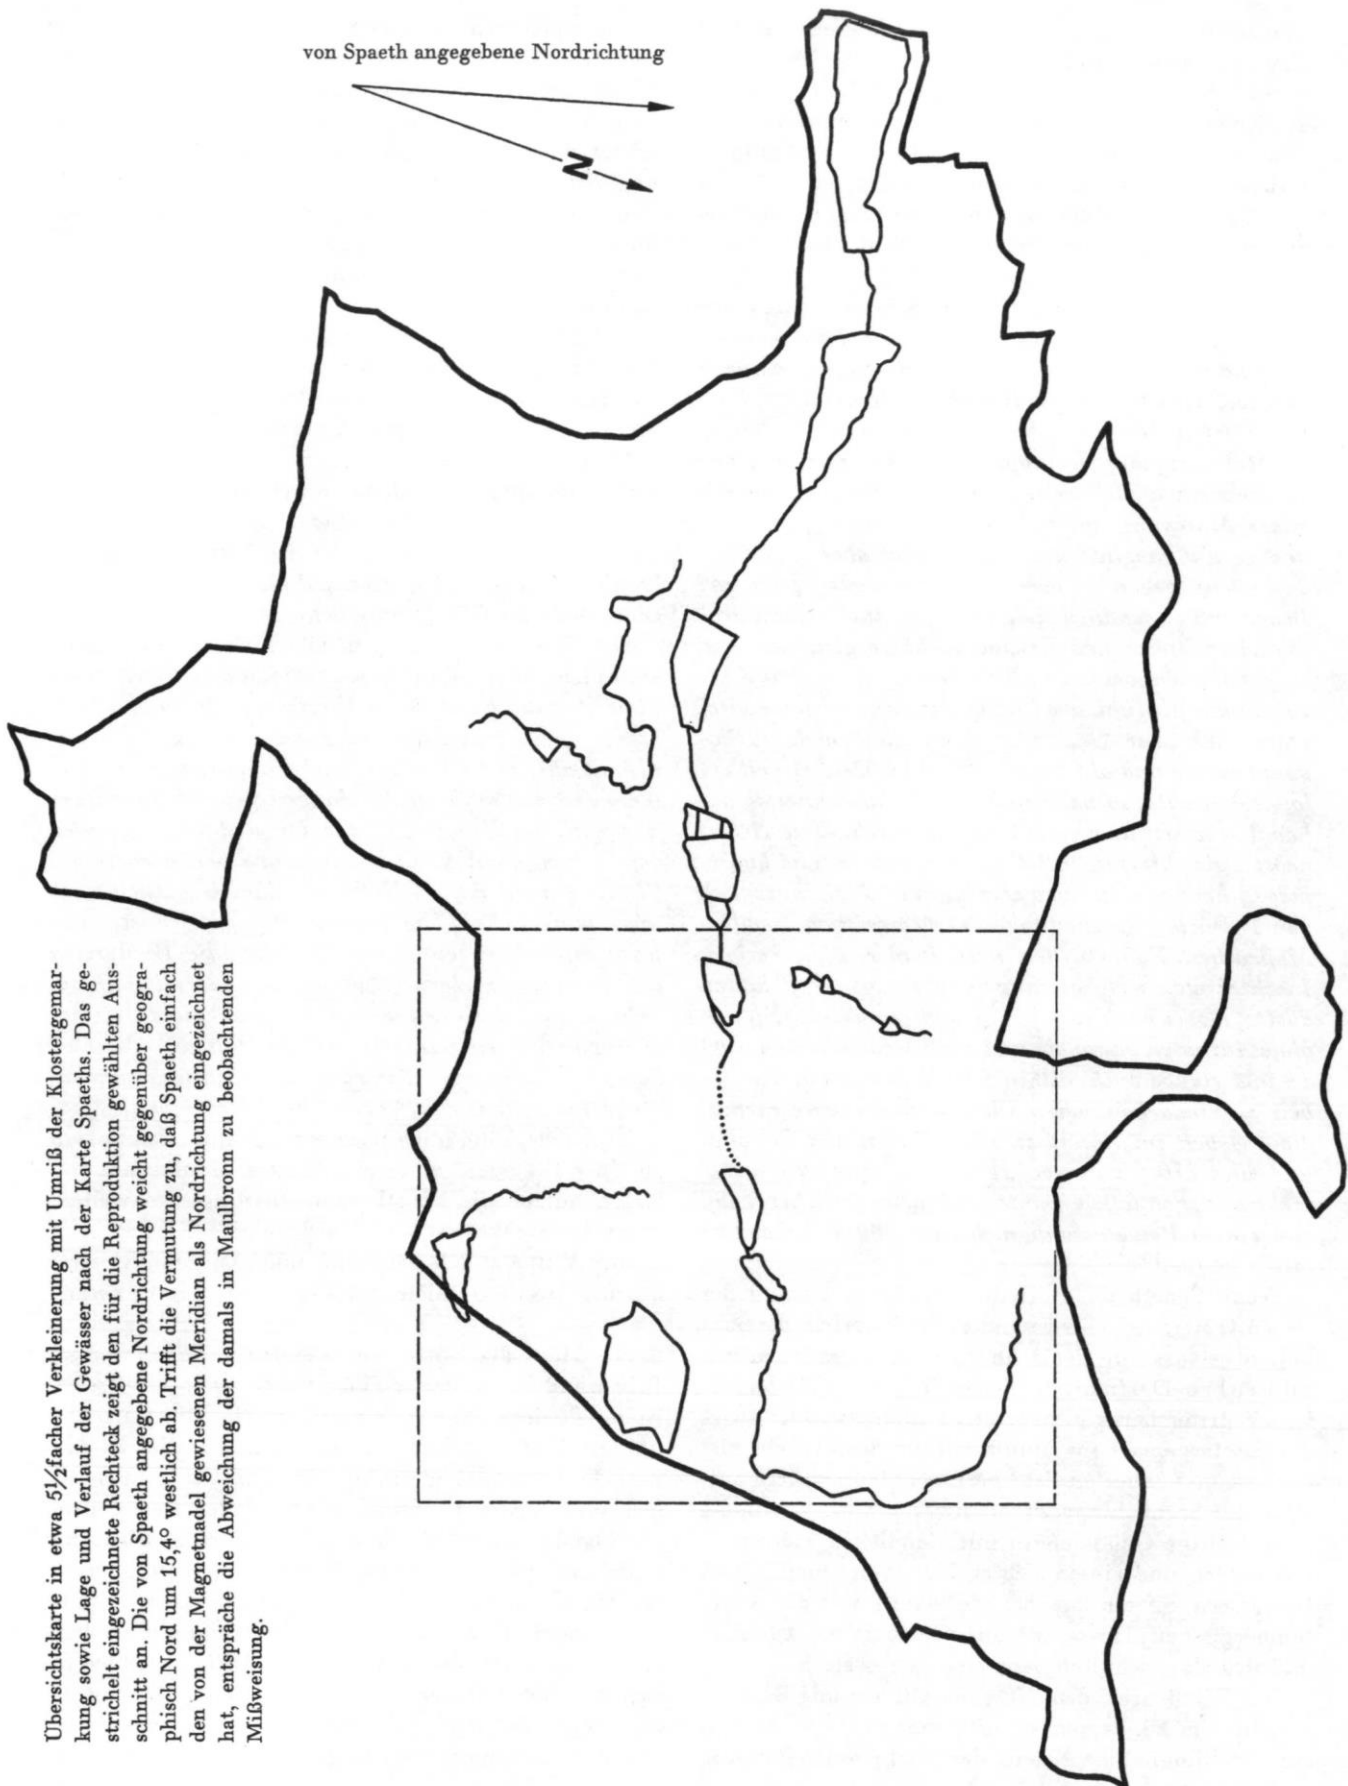 von Spaeth angegebene Nordrichtung
N
Übersichtskarte in etwa 5½facher Verkleinerung mit Umriß der Klostergemar-
kung sowie Lage und Verlauf der Gewässer nach der Karte Spaeths. Das ge-
strichelt eingezeichnete Rechteck zeigt den für die Reproduktion gewählten Aus-
schnitt an. Die von Spaeth angegebene Nordrichtung weicht gegenüber geogra-
phisch Nord um 15,4° westlich ab. Trifft die Vermutung zu, daß Spaeth einfach
den von der Magnetnadel gewiesenen Meridian als Nordrichtung eingezeichnet
hat, entspräche die Abweichung der damals in Maulbronn zu beobachtenden
Mißweisung.